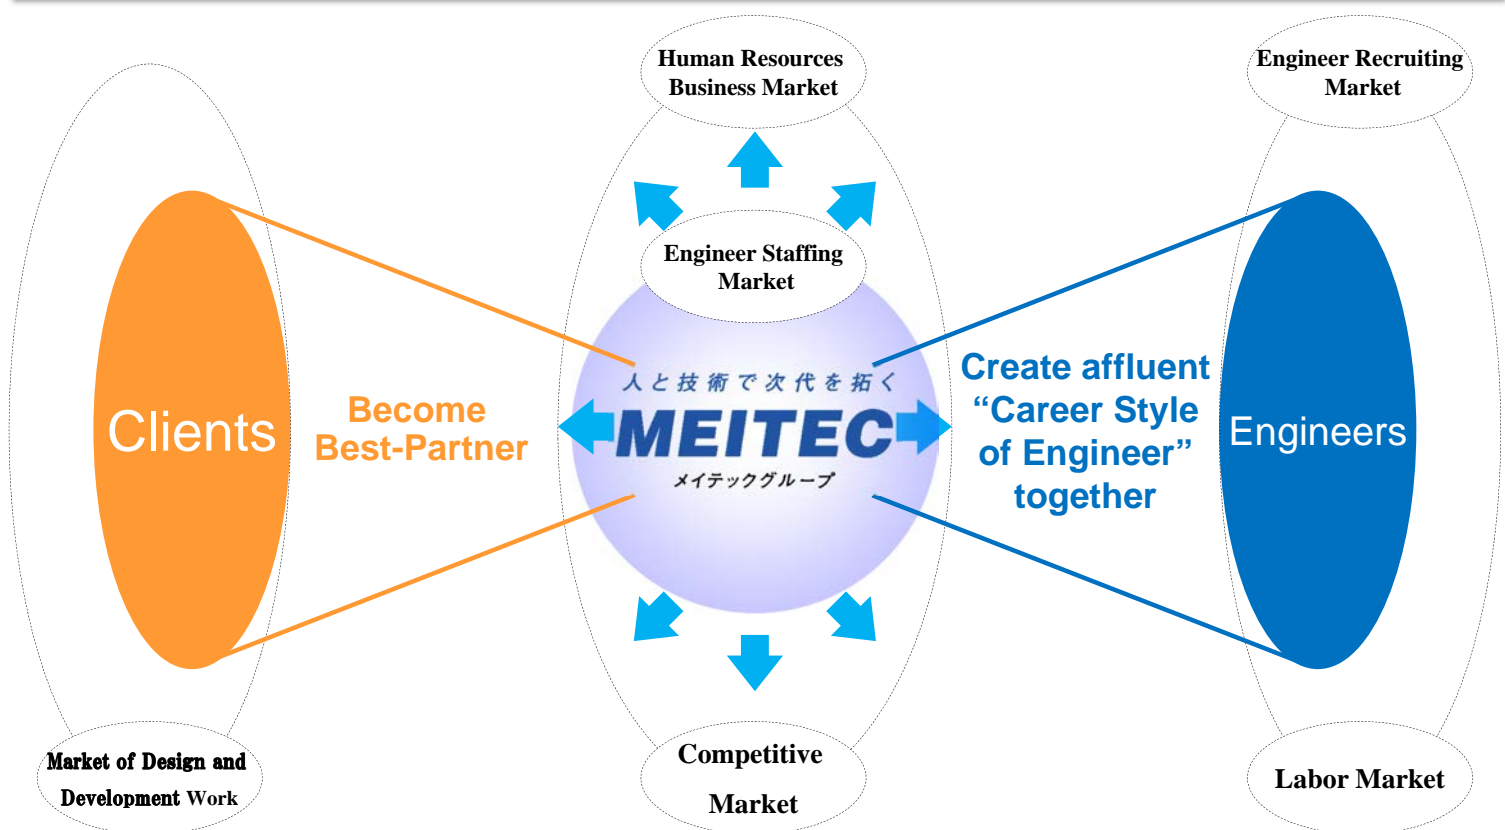 Human Resources
Business Market
Engineer Recruiting
Market
Engineer Staffing
Market
人と技術で次代を拓く
MEITEC
メイテックグループ
Clients
Become
Best-Partner
Create affluent
“Career Style
of Engineer”
together
Engineers
Market of Design and
Development Work
Competitive
Market
Labor Market